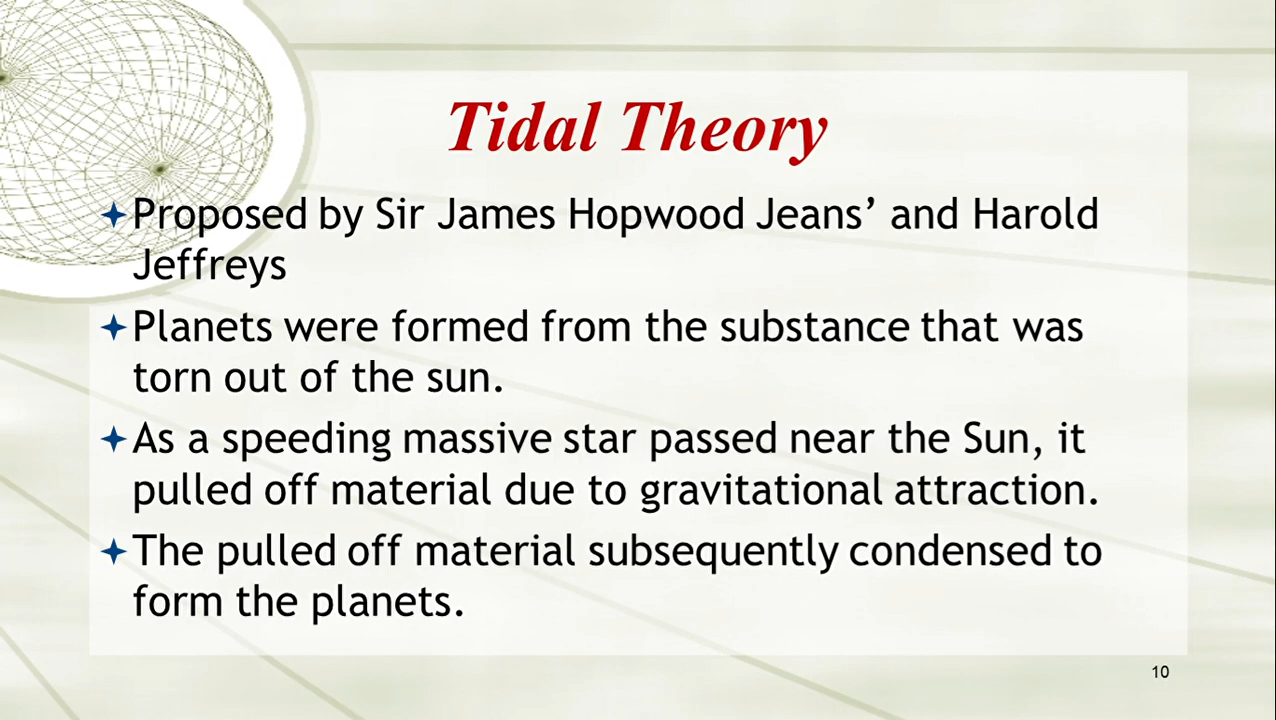 Tidal Theory
Proposed by Sir James Hopwood Jeans’ and Harold
Jeffreys
Planets were formed from the substance that was
torn out of the sun.
As a speeding massive star passed near the Sun, it
pulled off material due to gravitational attraction.
The pulled off material subsequently condensed to
form the planets.
10